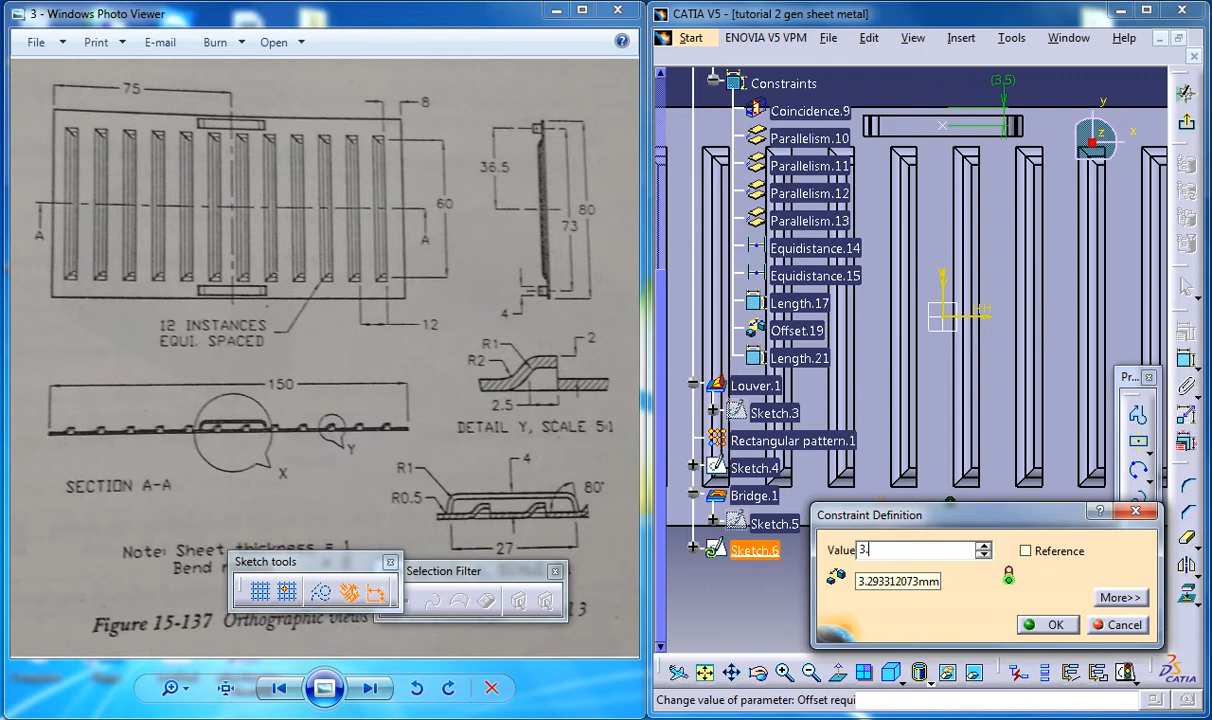 3 - Windows Photo Viewer
File Print E-mail Burn Open
75
8
36.5
60
80
73
A
A
4
12 INSTANCES
EQUI. SPACED
12
R1
R2
2
2.5
DETAIL Y, SCALE 5:1
150
X
Y
SECTION A-A
4
R1
R0.5
80°
27
Note: Sheet thickness = 1
Bend r
Sketch tools
Selection Filter
Figure 15-137 Orthographic views
3
CATIA V5 - [tutorial 2 gen sheet metal]
Start ENOVIA V5 VPM File Edit View Insert Tools Window Help
Constraints
Coincidence.9
Parallelism.10
Parallelism.11
Parallelism.12
Parallelism.13
Equidistance.14
Equidistance.15
Length.17
Offset.19
Length.21
Louver.1
Sketch.3
Rectangular pattern.1
Sketch.4
Bridge.1
Sketch.5
Sketch.6
(3,5)
y
x
z
H
Pr...
Constraint Definition
Value 3. Reference
3.293312073mm
More>>
OK Cancel
CATIA
Change value of parameter: Offset requi